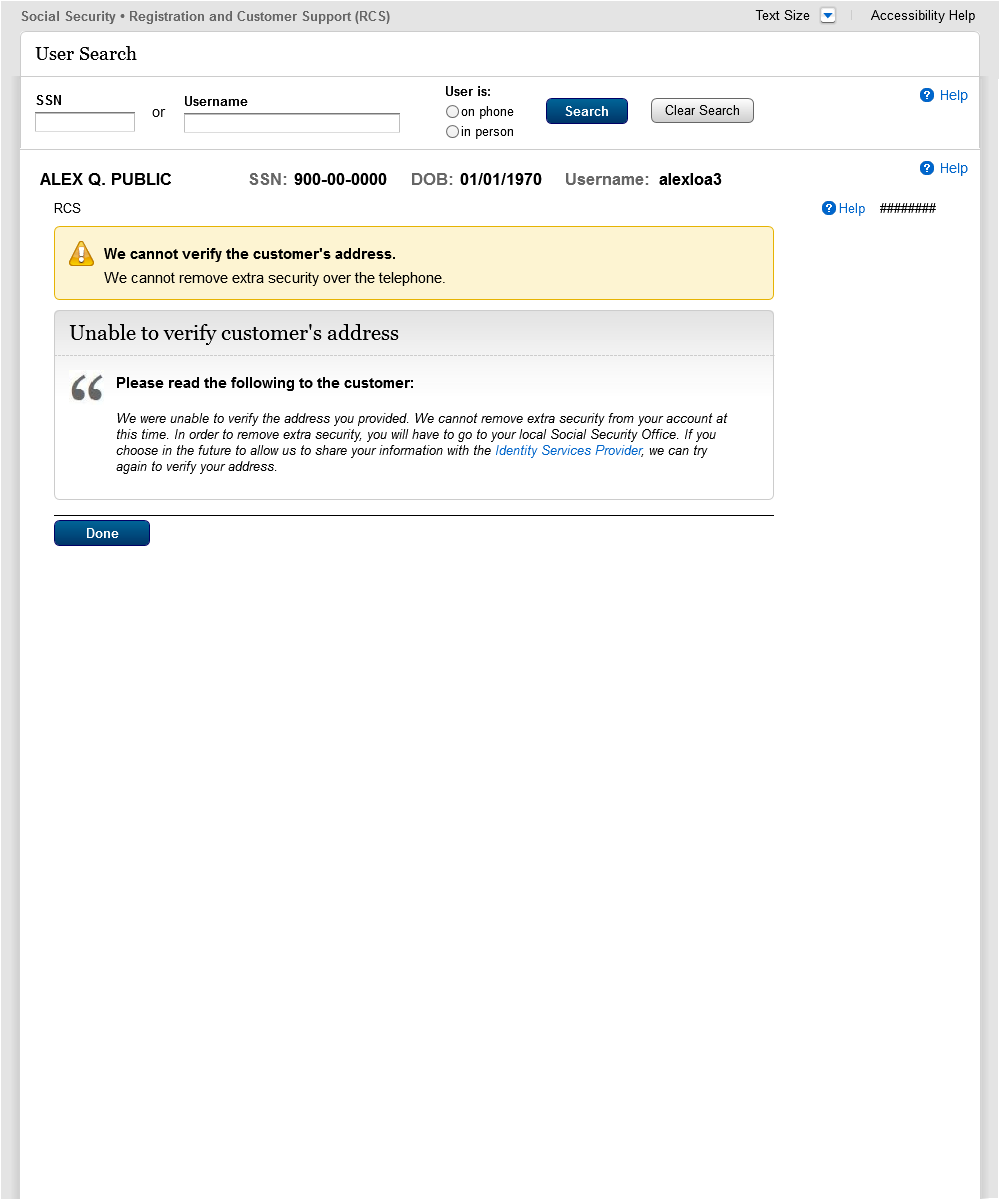 Social Security • Registration and Customer Support (RCS)
Text Size
Accessibility Help
User Search
SSN
or
Username
User is:
on phone
in person
Search
Clear Search
Help
ALEX Q. PUBLIC SSN: 900-00-0000 DOB: 01/01/1970 Username: alexloa3
Help
RCS
Help
########
We cannot verify the customer's address.
We cannot remove extra security over the telephone.
Unable to verify customer's address
“ Please read the following to the customer:
We were unable to verify the address you provided. We cannot remove extra security from your account at
this time. In order to remove extra security, you will have to go to your local Social Security Office. If you
choose in the future to allow us to share your information with the Identity Services Provider, we can try
again to verify your address.
Done